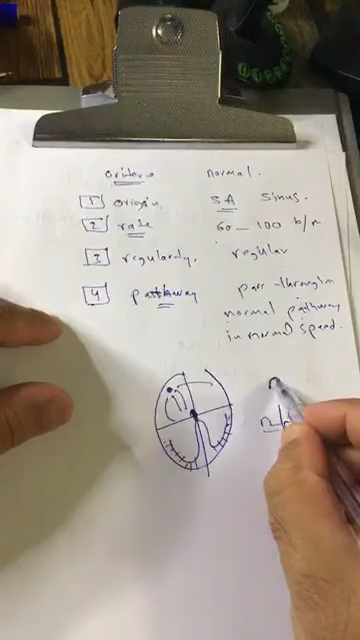 criteria normal.
1 origin, SA Sinus.
2 rate 60 – 100 b/m
3 regularly, regular
4 pathway pass through
normal pathway
in normal speed.